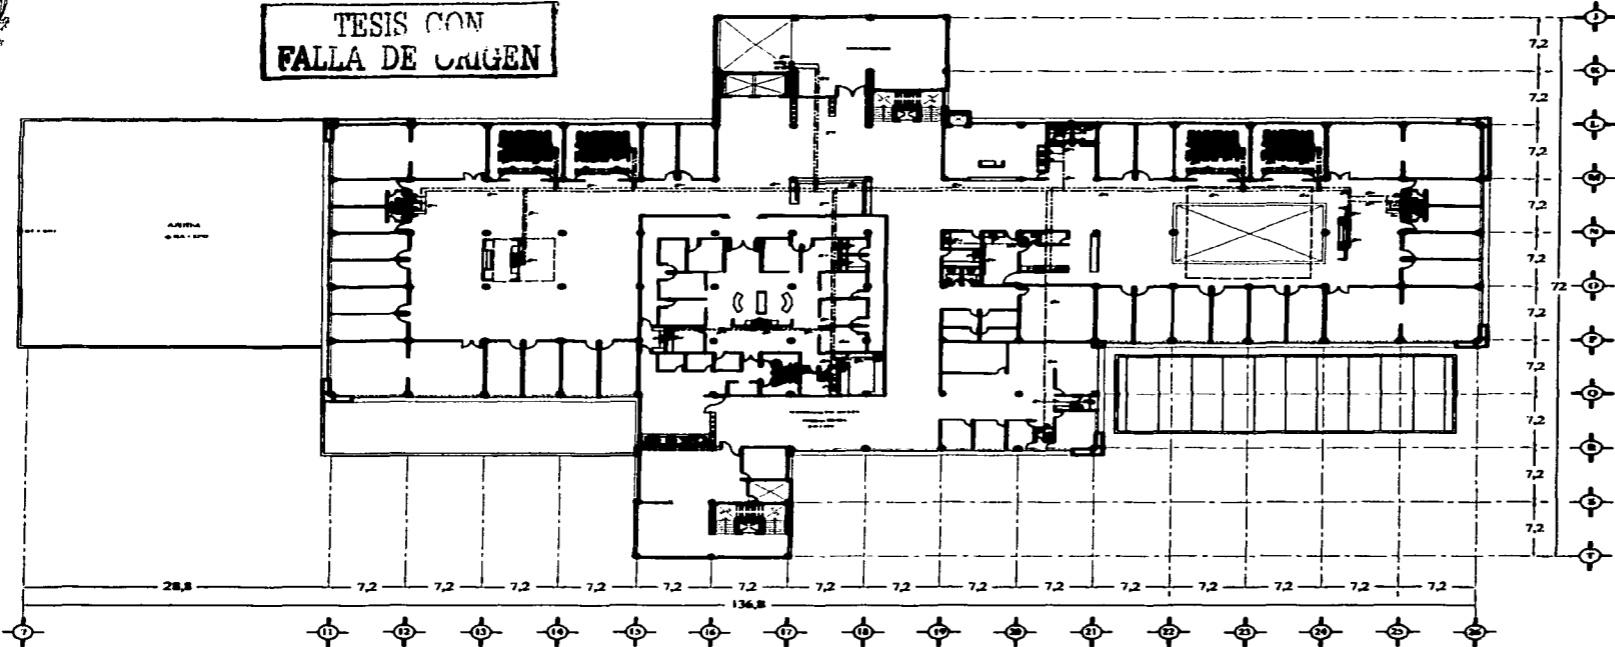 TESIS CON
FALLA DE ORIGEN
J
7,2
K
7,2
L
7,2
M
7,2
N
7,2
O
72
7,2
P
7,2
Q
7,2
R
7,2
S
7,2
T
28,8 7,2 7,2 7,2 7,2 7,2 7,2 7,2 7,2 7,2 7,2 7,2 7,2 7,2 7,2 7,2
136,8
7 11 12 13 14 15 16 17 18 19 20 21 22 23 24 25 26